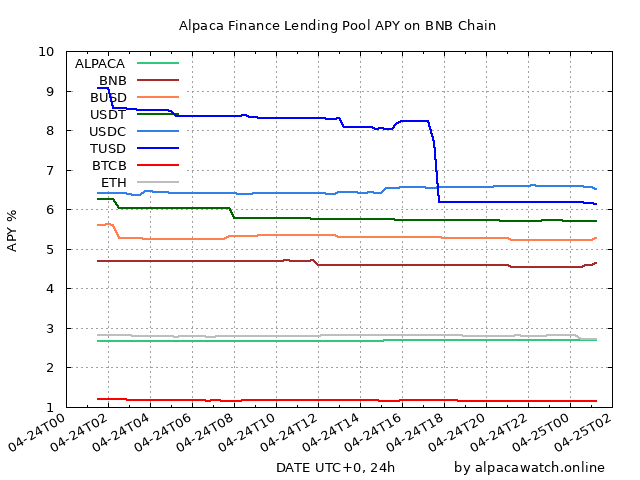 Alpaca Finance Lending Pool APY on BNB Chain
10
9
8
7
6
5
4
3
2
1
APY %
ALPACA
BNB
BUSD
USDT
USDC
TUSD
BTCB
ETH
04-24T00
04-24T02
04-24T04
04-24T06
04-24T08
04-24T10
04-24T12
04-24T14
04-24T16
04-24T18
04-24T20
04-24T22
04-25T00
04-25T02
DATE UTC+0, 24h
by alpacawatch.online